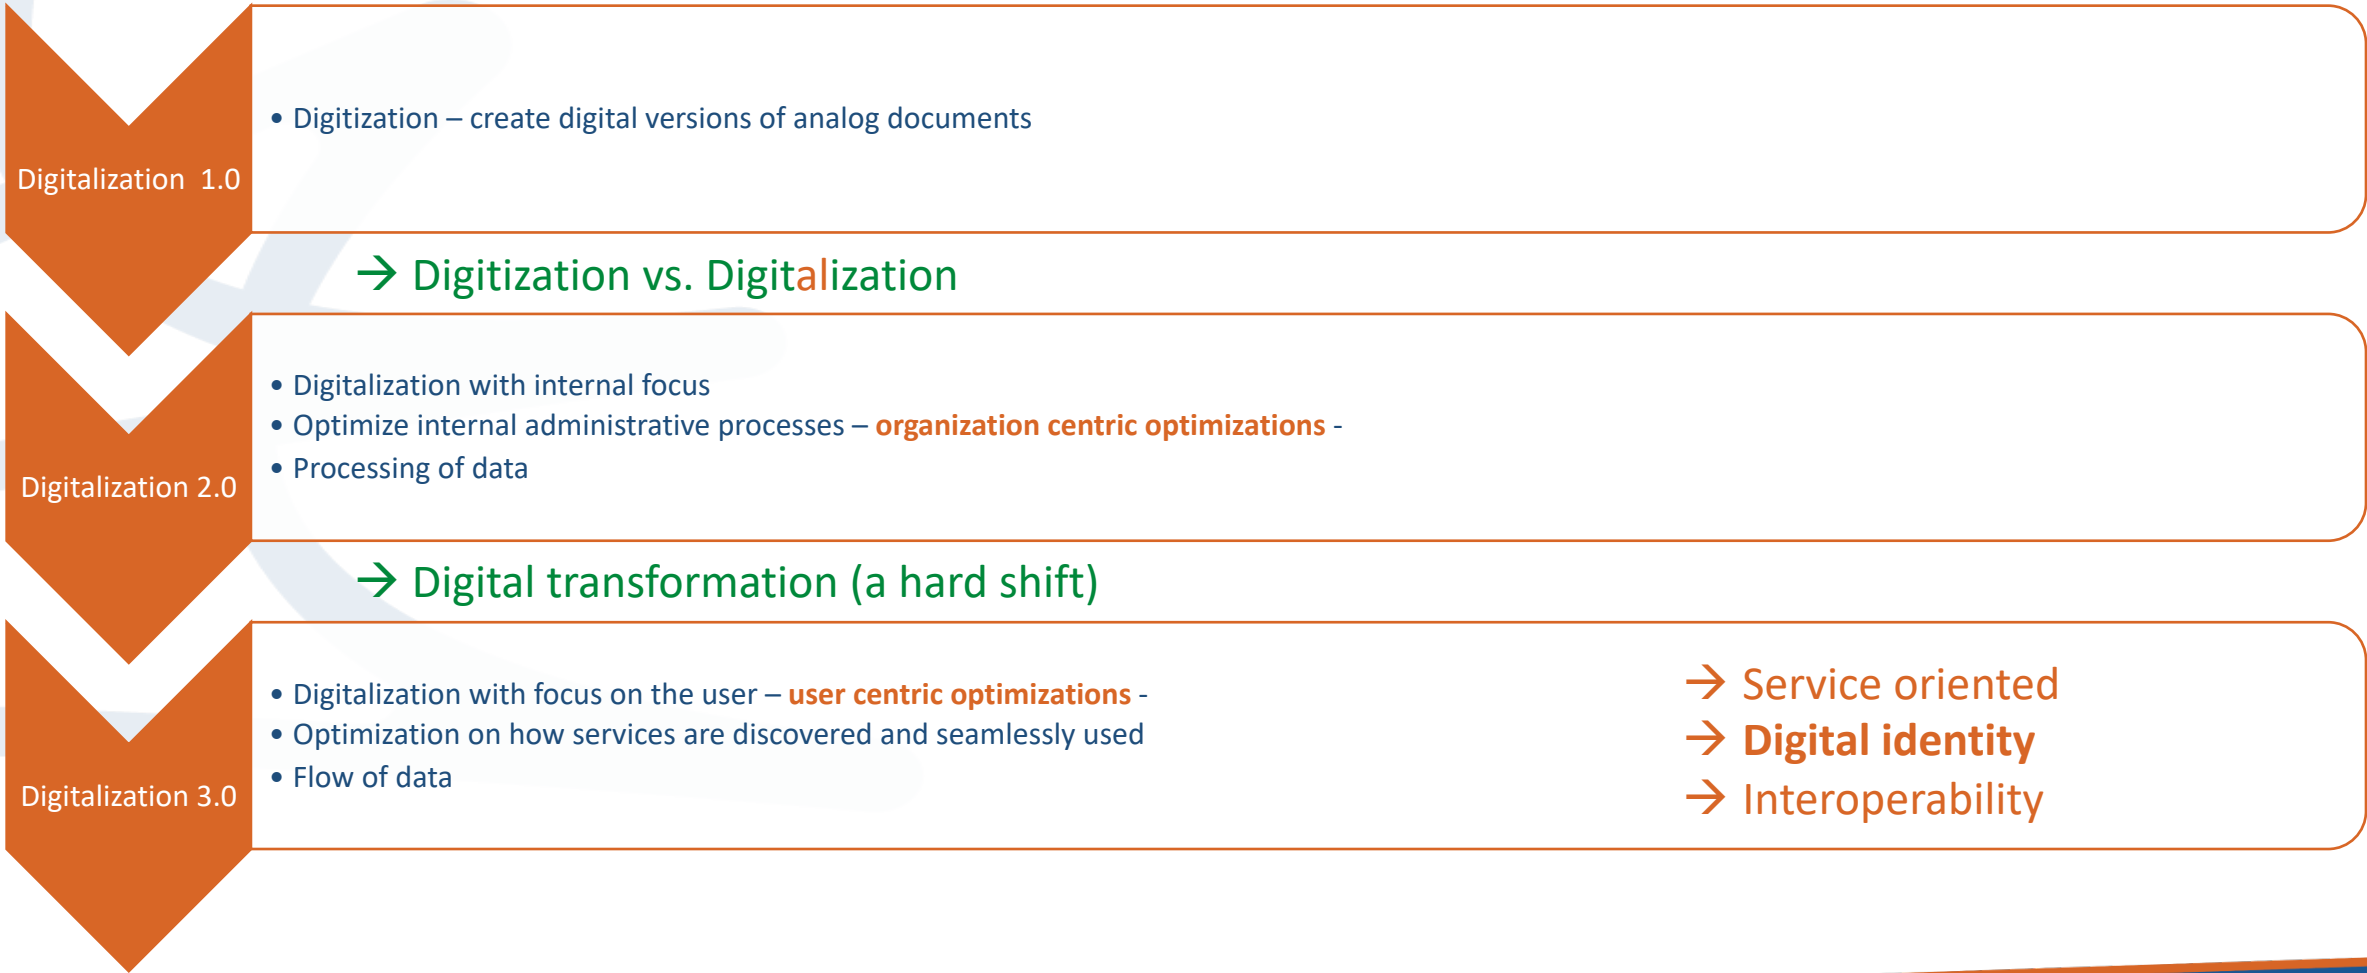 Digitalization  1.0
• Digitization – create digital versions of analog documents
→ Digitization vs. Digitalization
Digitalization 2.0
• Digitalization with internal focus
• Optimize internal administrative processes – organization centric optimizations -
• Processing of data
→ Digital transformation (a hard shift)
Digitalization 3.0
• Digitalization with focus on the user – user centric optimizations -
• Optimization on how services are discovered and seamlessly used
• Flow of data
→ Service oriented
→ Digital identity
→ Interoperability